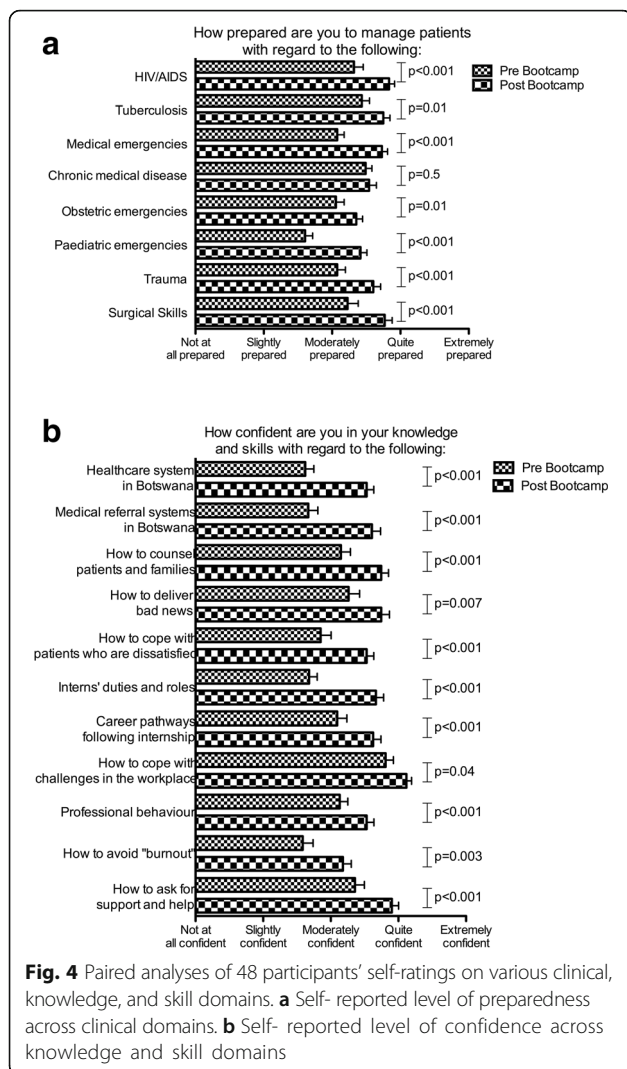 a
How prepared are you to manage patients
with regard to the following:
Pre Bootcamp
Post Bootcamp
HIV/AIDS
p<0.001
Tuberculosis
p=0.01
Medical emergencies
p<0.001
Chronic medical disease
p=0.5
Obstetric emergencies
p=0.01
Paediatric emergencies
p<0.001
Trauma
p<0.001
Surgical Skills
p<0.001
Not at
all prepared
Slightly
prepared
Moderately
prepared
Quite
prepared
Extremely
prepared
b
How confident are you in your knowledge
and skills with regard to the following:
Pre Bootcamp
Post Bootcamp
Healthcare system
in Botswana
p<0.001
Medical referral systems
in Botswana
p<0.001
How to counsel
patients and families
p<0.001
How to deliver
bad news
p=0.007
How to cope with
patients who are dissatisfied
p<0.001
Interns' duties and roles
p<0.001
Career pathways
following internship
p<0.001
How to cope with
challenges in the workplace
p=0.04
Professional behaviour
p<0.001
How to avoid "burnout"
p=0.003
How to ask for
support and help
p<0.001
Not at
all confident
Slightly
confident
Moderately
confident
Quite
confident
Extremely
confident
Fig. 4 Paired analyses of 48 participants' self-ratings on various clinical,
knowledge, and skill domains. a Self- reported level of preparedness
across clinical domains. b Self- reported level of confidence across
knowledge and skill domains